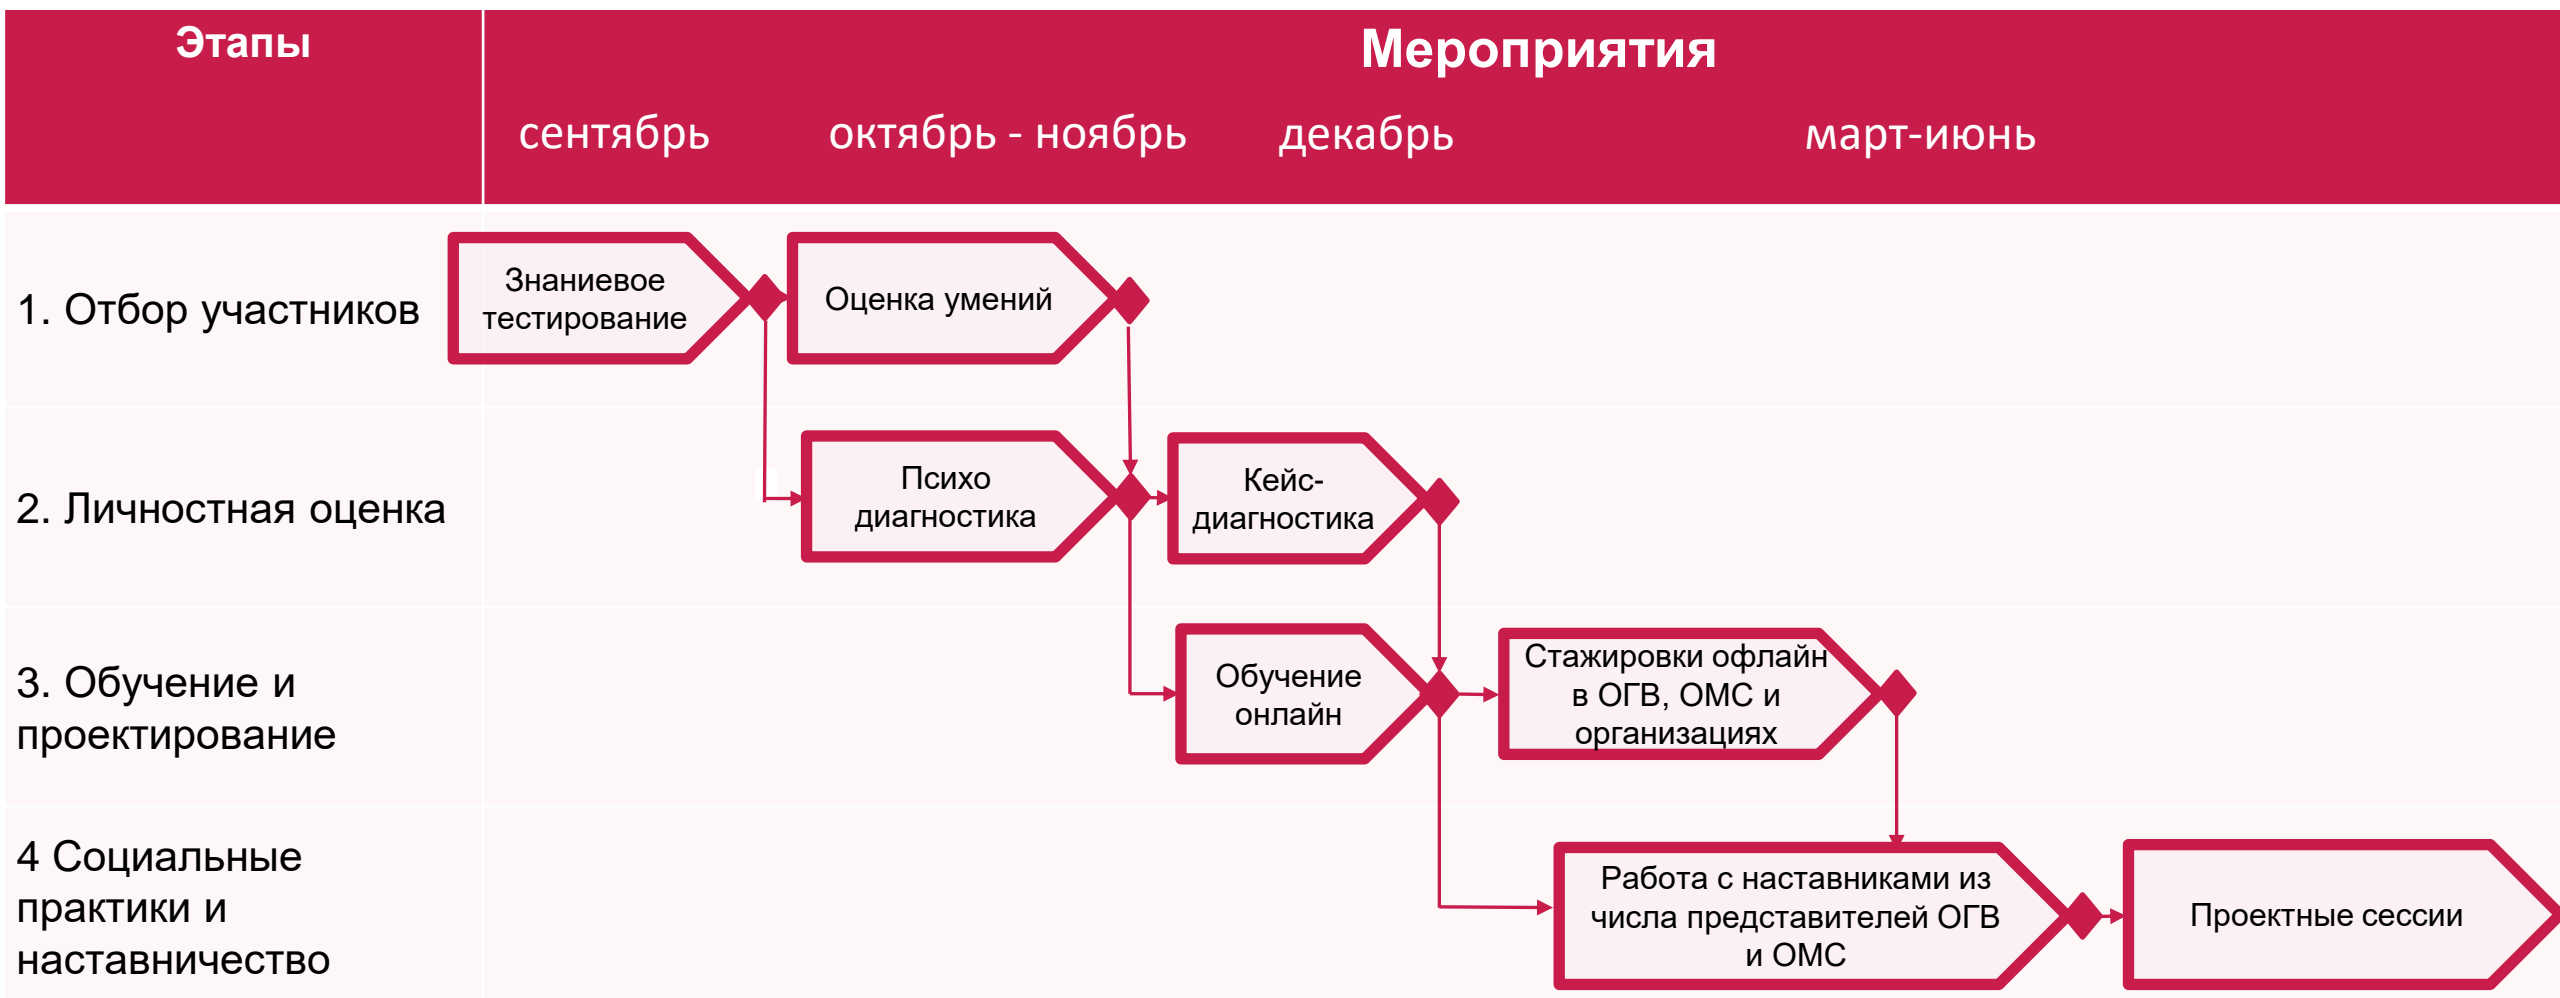 Этапы
Мероприятия
сентябрь
октябрь - ноябрь
декабрь
март-июнь
1. Отбор участников
Знаниевое
тестирование
Оценка умений
2. Личностная оценка
Психо
диагностика
Кейс-
диагностика
3. Обучение и
проектирование
Обучение
онлайн
Стажировки офлайн
в ОГВ, ОМС и
организациях
4 Социальные
практики и
наставничество
Работа с наставниками из
числа представителей ОГВ
и ОМС
Проектные сессии